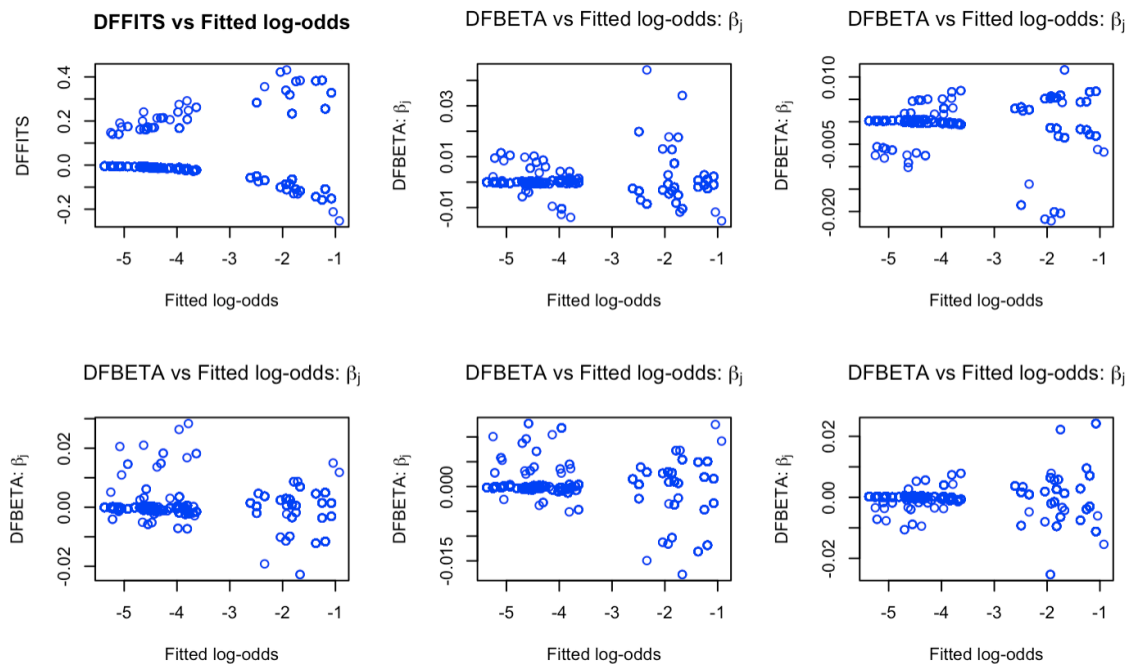 DFFITS vs Fitted log-odds
DFBETA vs Fitted log-odds: βj
DFBETA vs Fitted log-odds: βj
DFFITS
0.4
0.2
0.0
-0.2
-5 -4 -3 -2 -1
Fitted log-odds
DFBETA: βj
0.03
0.01
-0.01
-5 -4 -3 -2 -1
Fitted log-odds
DFBETA: βj
0.010
-0.005
-0.020
-5 -4 -3 -2 -1
Fitted log-odds
DFBETA vs Fitted log-odds: βj
DFBETA vs Fitted log-odds: βj
DFBETA vs Fitted log-odds: βj
DFBETA: βj
0.02
0.00
-0.02
-5 -4 -3 -2 -1
Fitted log-odds
DFBETA: βj
0.000
-0.015
-5 -4 -3 -2 -1
Fitted log-odds
DFBETA: βj
0.02
0.00
-0.02
-5 -4 -3 -2 -1
Fitted log-odds